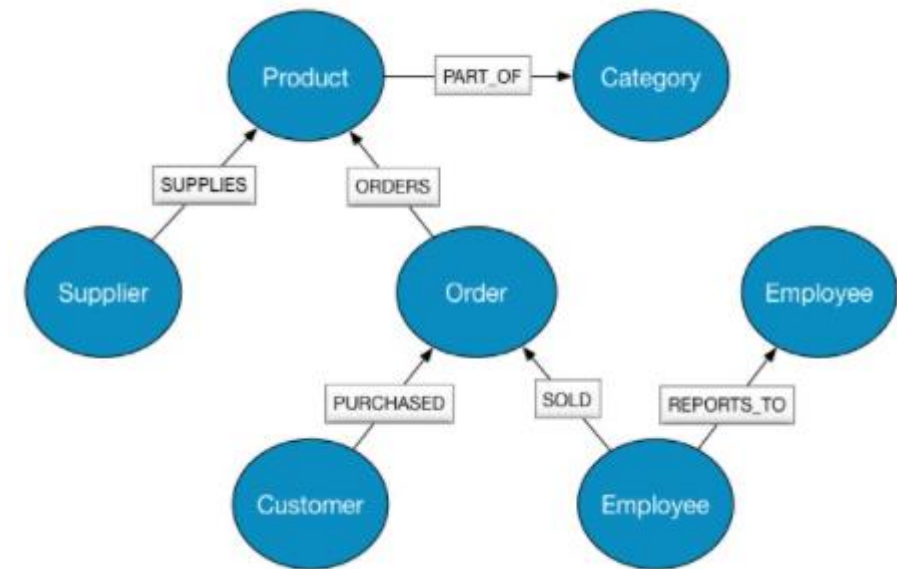 Product
PART_OF
Category
SUPPLIES
ORDERS
Supplier
Order
Employee
PURCHASED
SOLD
REPORTS_TO
Customer
Employee